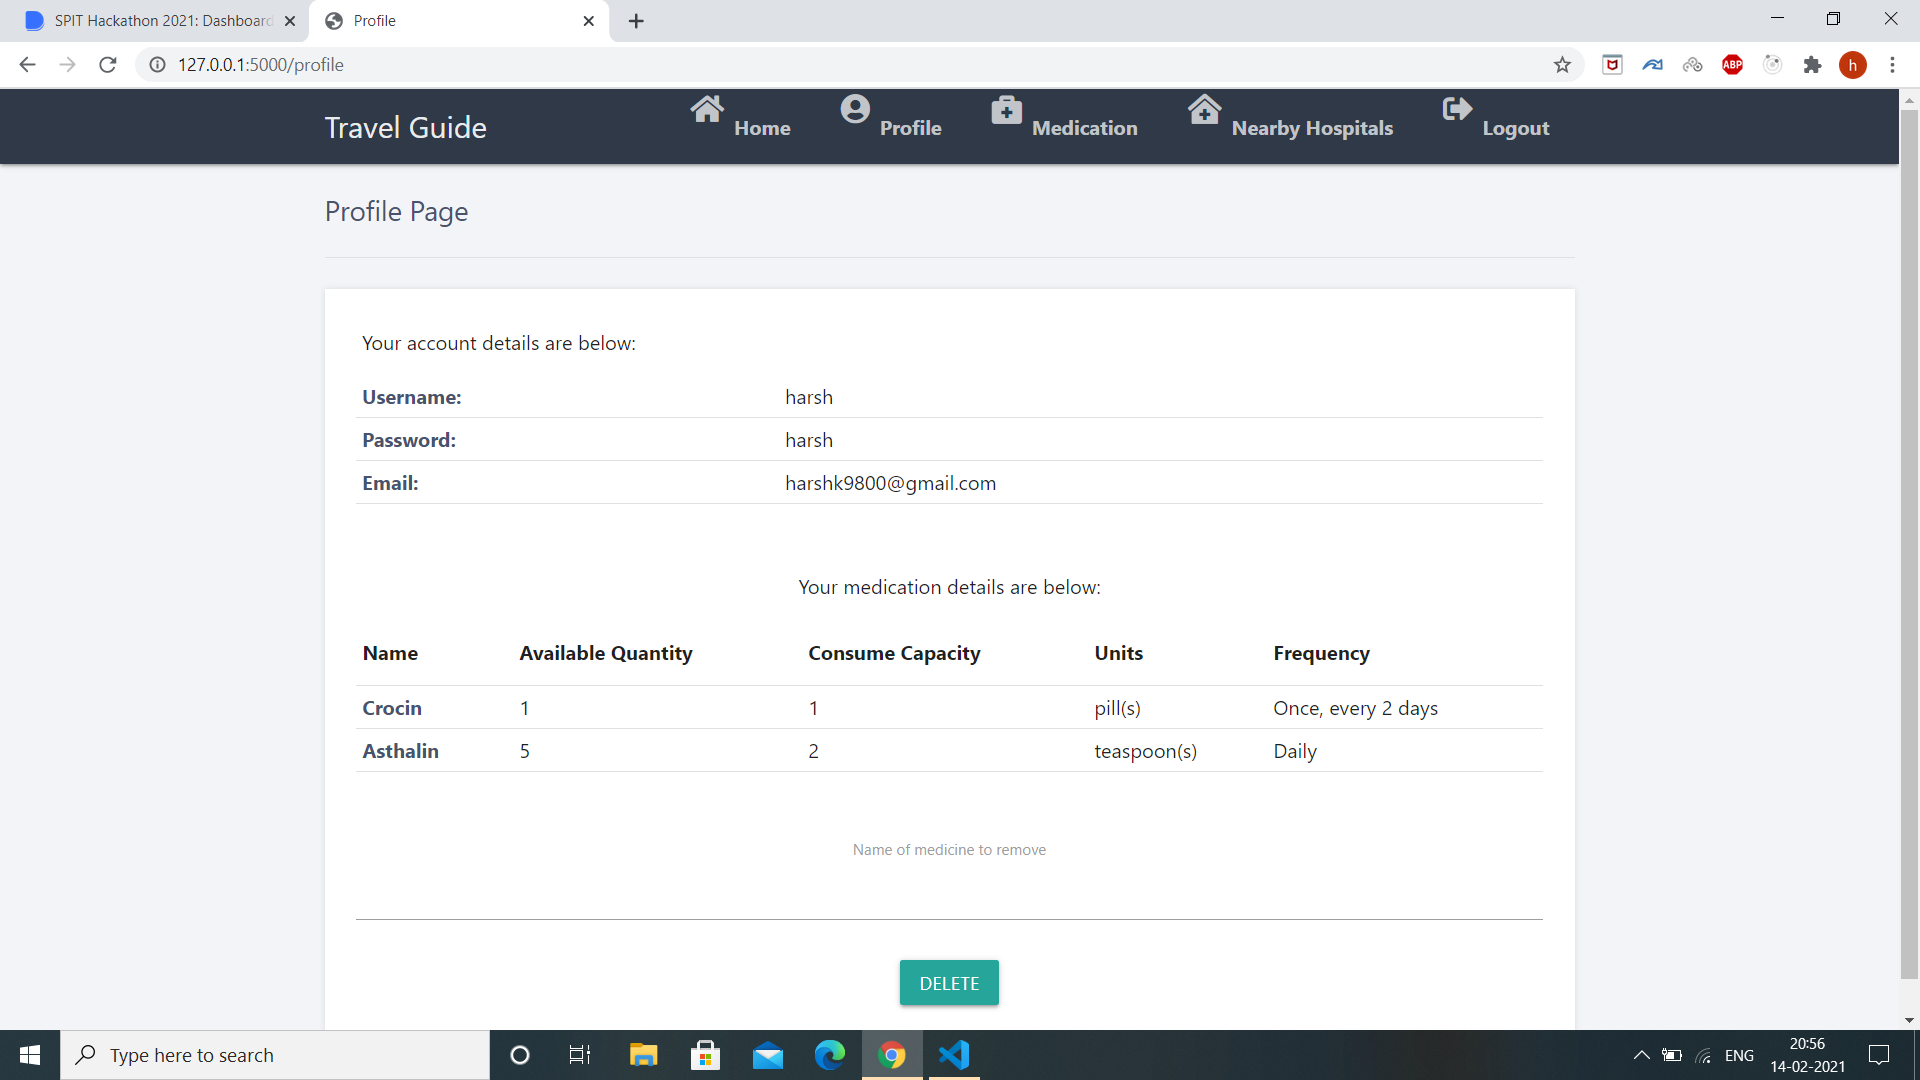 SPIT Hackathon 2021: Dashboard
Profile
127.0.0.1:5000/profile
ABP
h
Travel Guide
Home
Profile
Medication
Nearby Hospitals
Logout
Profile Page
Your account details are below:
Username: harsh
Password: harsh
Email: harshk9800@gmail.com
Your medication details are below:
Name Available Quantity Consume Capacity Units Frequency
Crocin 1 1 pill(s) Once, every 2 days
Asthalin 5 2 teaspoon(s) Daily
Name of medicine to remove
DELETE
Type here to search
ENG
20:56
14-02-2021